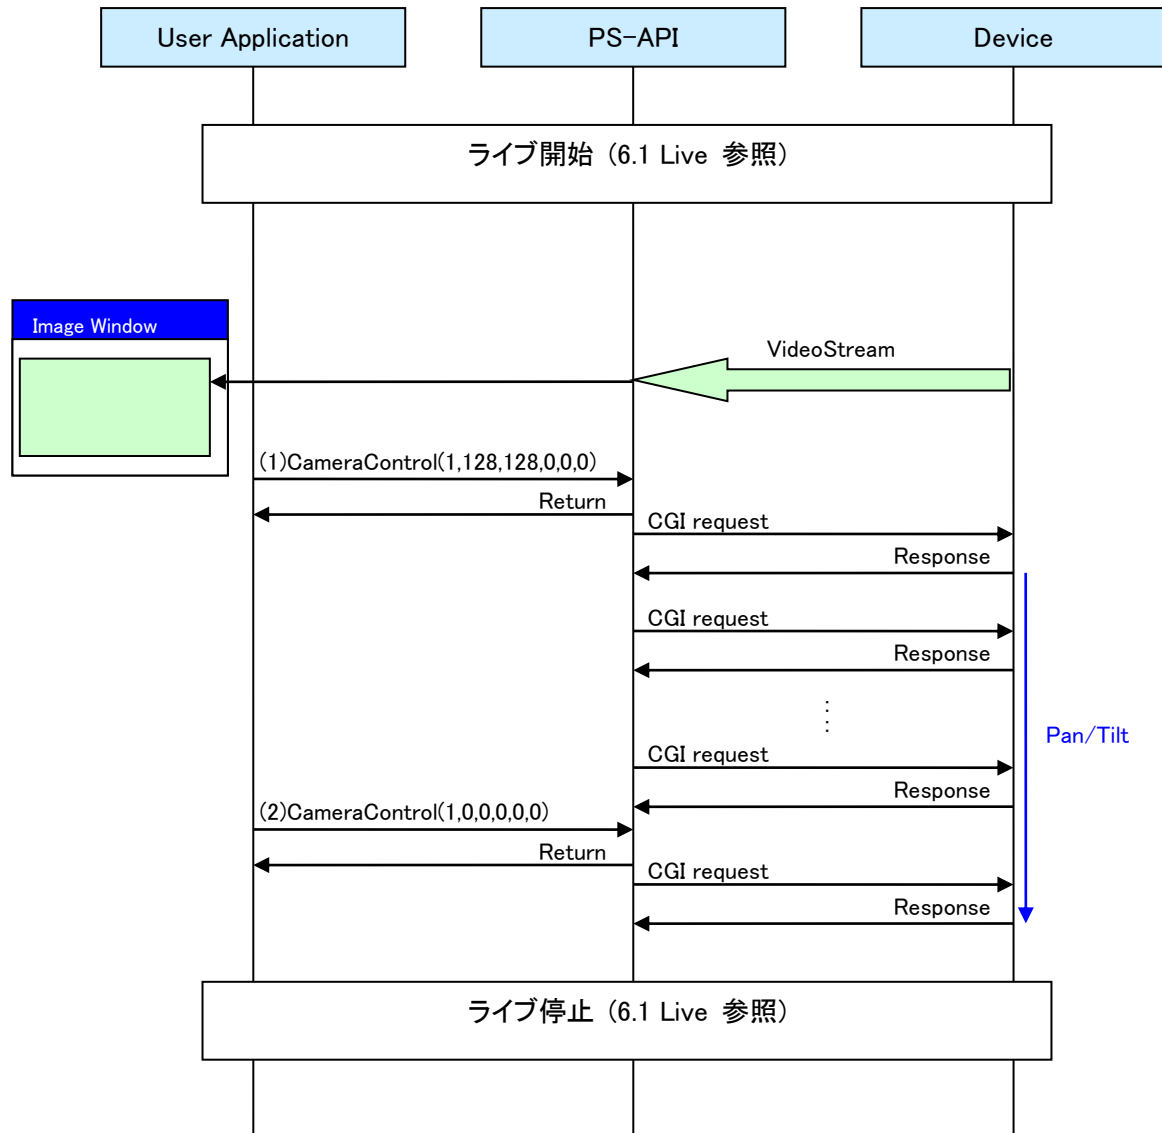 User Application
PS-API
Device
ライブ開始 (6.1 Live 参照)
Image Window
VideoStream
(1)CameraControl(1,128,128,0,0,0)
Return
CGI request
Response
CGI request
Response
Pan/Tilt
CGI request
Response
(2)CameraControl(1,0,0,0,0,0)
Return
CGI request
Response
ライブ停止 (6.1 Live 参照)